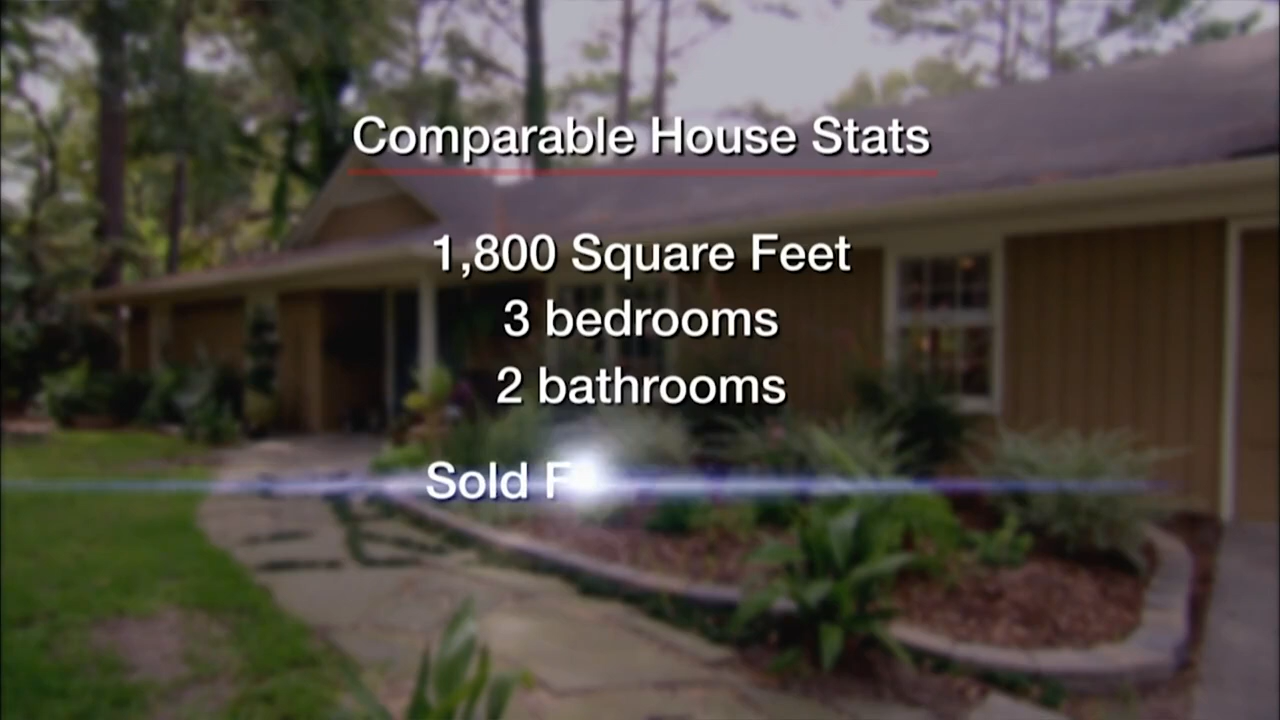 Comparable House Stats
1,800 Square Feet
3 bedrooms
2 bathrooms
Sold F